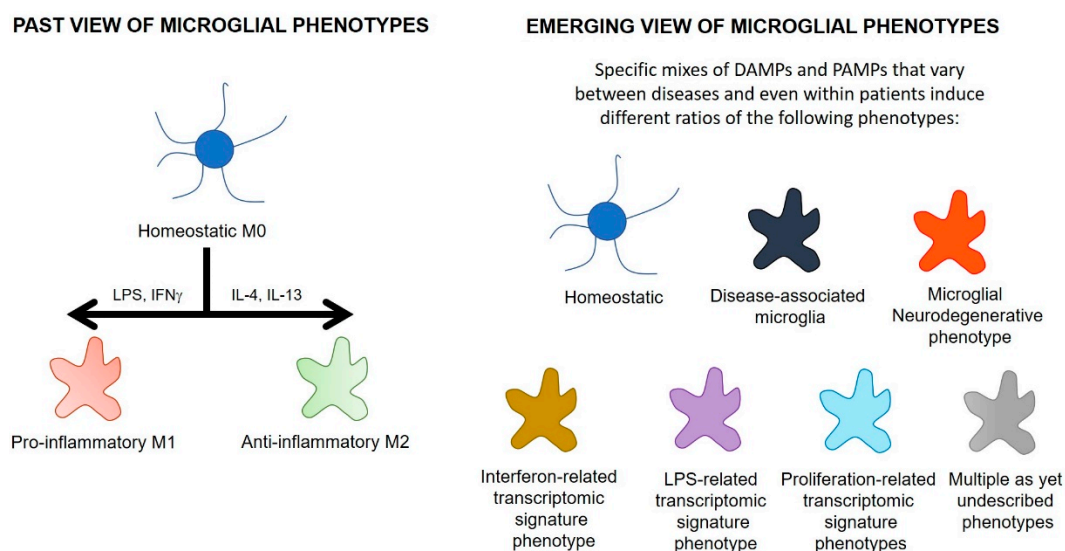 PAST VIEW OF MICROGLIAL PHENOTYPES
Homeostatic M0
LPS, IFNγ
IL-4, IL-13
Pro-inflammatory M1
Anti-inflammatory M2
EMERGING VIEW OF MICROGLIAL PHENOTYPES
Specific mixes of DAMPs and PAMPs that vary
between diseases and even within patients induce
different ratios of the following phenotypes:
Homeostatic
Disease-associated
microglia
Microglial
Neurodegenerative
phenotype
Interferon-related
transcriptomic
signature
phenotype
LPS-related
transcriptomic
signature
phenotype
Proliferation-related
transcriptomic
signature
phenotypes
Multiple as yet
undescribed
phenotypes